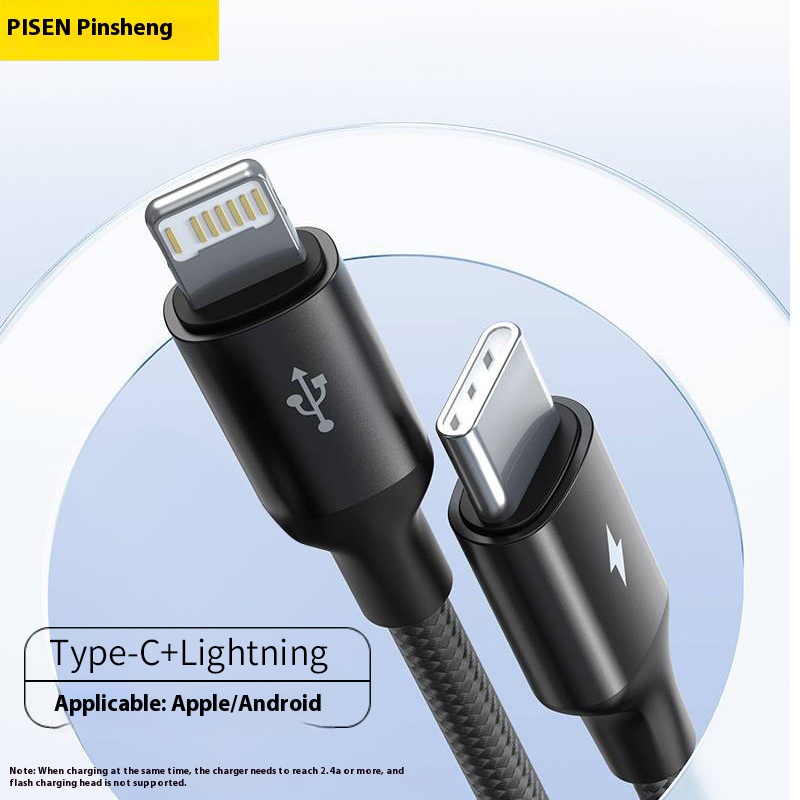 PISEN Pinsheng
Type-C+Lightning
Applicable: Apple/Android
Note: When charging at the same time, the charger needs to reach 2.4a or more, and
flash charging head is not supported.